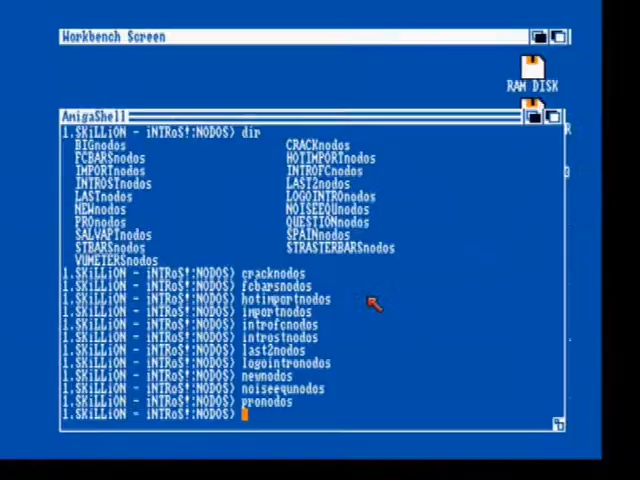 Workbench Screen
RAM DISK
AmigaShell
1.SKiLLiON - iNTRoS!:NODOS> dir
BIGnodos CRACKnodos
FCBARSnodos HOTIMPORTnodos
IMPORTnodos INTROFCnodos
INTROSTnodos LAST2nodos
LASTnodos LOGOINTROnodos
NEWnodos NOISEEQUnodos
PROnodos QUESTIONnodos
SALVAPTnodos SPAINnodos
STBARSnodos STRASTERBARSnodos
VUMETERSnodos
1.SKiLLiON - iNTRoS!:NODOS> cracknodos
1.SKiLLiON - iNTRoS!:NODOS> fcbarsnodos
1.SKiLLiON - iNTRoS!:NODOS> hotimportnodos
1.SKiLLiON - iNTRoS!:NODOS> importnodos
1.SKiLLiON - iNTRoS!:NODOS> introfcnodos
1.SKiLLiON - iNTRoS!:NODOS> introstnodos
1.SKiLLiON - iNTRoS!:NODOS> last2nodos
1.SKiLLiON - iNTRoS!:NODOS> logointronodos
1.SKiLLiON - iNTRoS!:NODOS> newnodos
1.SKiLLiON - iNTRoS!:NODOS> noiseequnodos
1.SKiLLiON - iNTRoS!:NODOS> pronodos
1.SKiLLiON - iNTRoS!:NODOS>